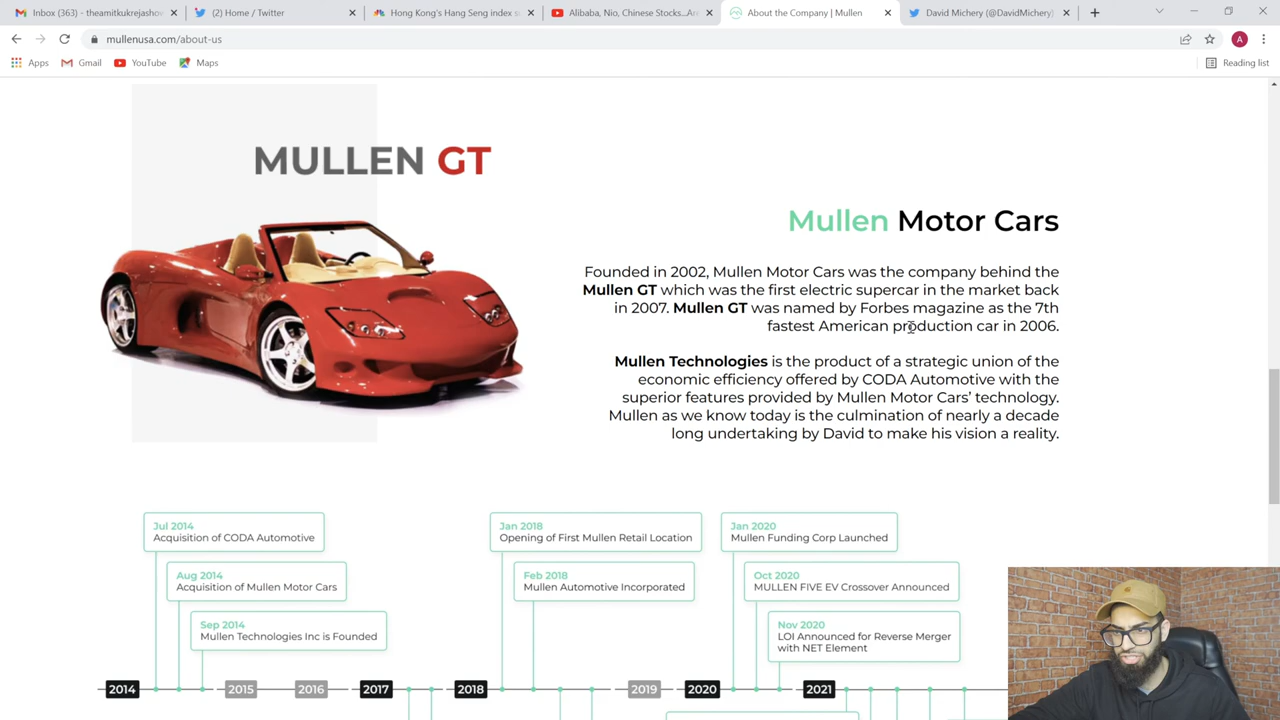 Inbox (363) - theamitkukrejashow
(2) Home / Twitter
Hong Kong's Hang Seng index s
Alibaba, Nio, Chinese Stocks...Ar
About the Company | Mullen
David Michery (@DavidMichery)
mullenusa.com/about-us
A
Apps
Gmail
YouTube
Maps
Reading list
MULLEN GT
Mullen Motor Cars
Founded in 2002, Mullen Motor Cars was the company behind the
Mullen GT which was the first electric supercar in the market back
in 2007. Mullen GT was named by Forbes magazine as the 7th
fastest American production car in 2006.
Mullen Technologies is the product of a strategic union of the
economic efficiency offered by CODA Automotive with the
superior features provided by Mullen Motor Cars' technology.
Mullen as we know today is the culmination of nearly a decade
long undertaking by David to make his vision a reality.
Jul 2014
Acquisition of CODA Automotive
Aug 2014
Acquisition of Mullen Motor Cars
Sep 2014
Mullen Technologies Inc is Founded
Jan 2018
Opening of First Mullen Retail Location
Feb 2018
Mullen Automotive Incorporated
Jan 2020
Mullen Funding Corp Launched
Oct 2020
MULLEN FIVE EV Crossover Announced
Nov 2020
LOI Announced for Reverse Merger
with NET Element
2014
2015
2016
2017
2018
2019
2020
2021